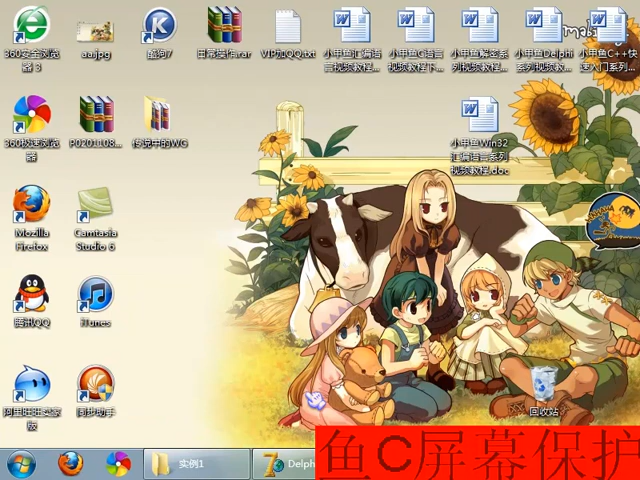 360安全浏览
器 3
aa.jpg
酷狗7
日常操作.rar
VIP加QQ.txt
小甲鱼汇编语
言视频教程...
小甲鱼C语言
视频教程下...
小甲鱼解密系
列视频教程...
小甲鱼Delphi
系列视频教...
小甲鱼C++快
速入门系列...
360极速浏览
器
P0201108...
传说中的WG
小甲鱼Win32
汇编语言系列
视频教程.doc
Mozilla
Firefox
Camtasia
Studio 6
腾讯QQ
iTunes
阿里旺旺卖家
版
同步助手
回收站
实例1
Delph
鱼C屏幕保护